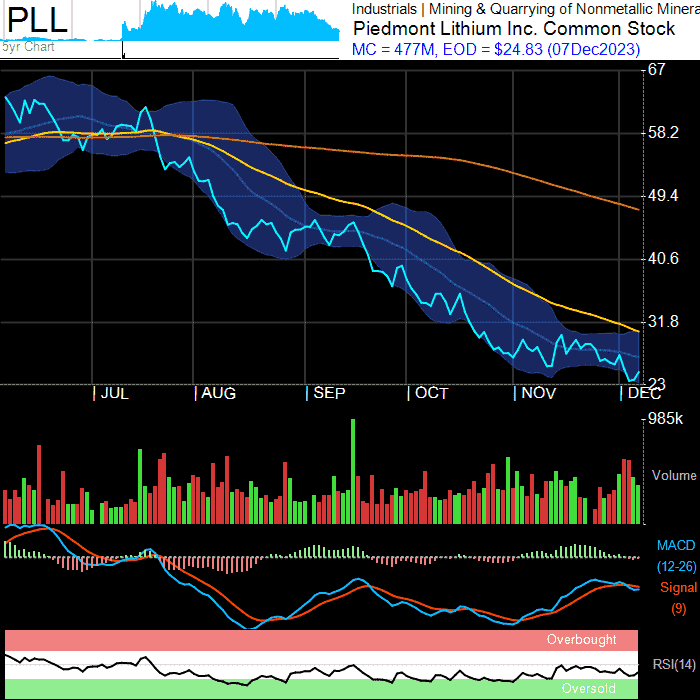 PLL
5yr Chart
Industrials | Mining & Quarrying of Nonmetallic Minera
Piedmont Lithium Inc. Common Stock
MC = 477M, EOD = $24.83 (07Dec2023)
67
58.2
49.4
40.6
31.8
23
JUL AUG SEP OCT NOV DEC
985k
Volume
MACD
(12-26)
Signal
(9)
Overbought
RSI(14)
Oversold